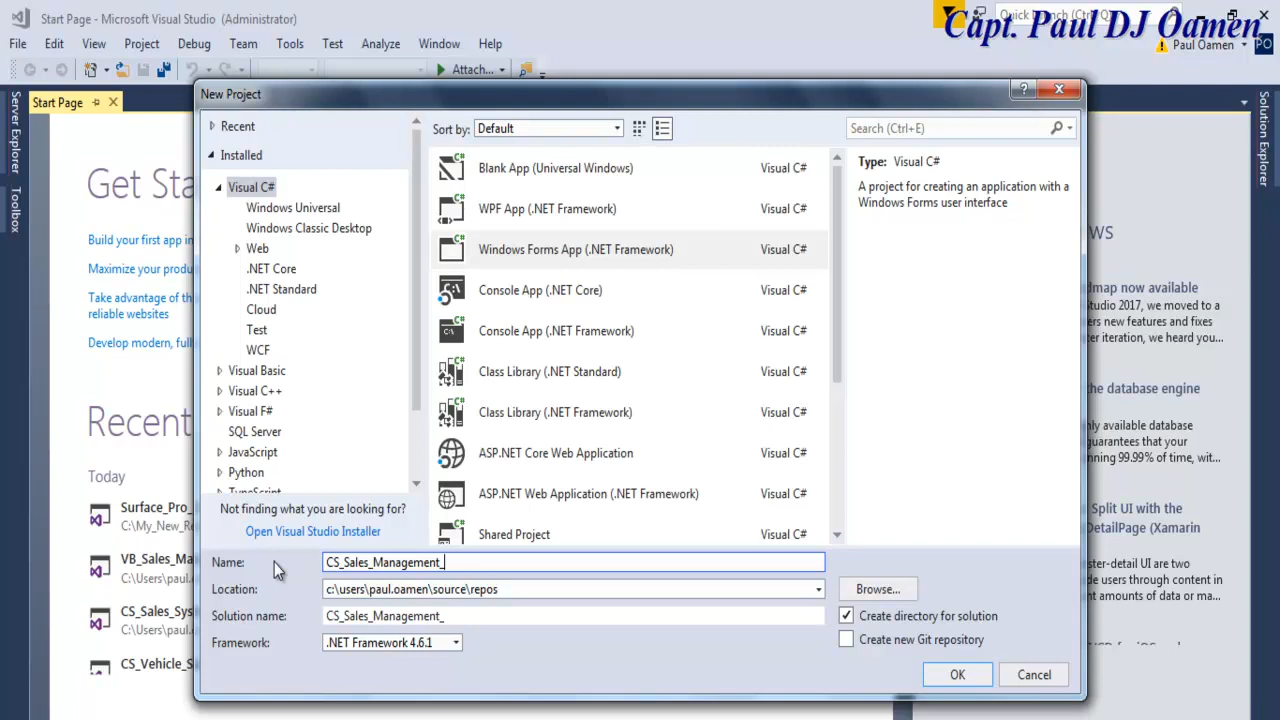 Start Page - Microsoft Visual Studio (Administrator)
Quick Launch (Ctrl+Q)
Capt. Paul DJ Oamen
File Edit View Project Debug Team Tools Test Analyze Window Help
Paul Oamen PO
Attach...
Server Explorer
Toolbox
Solution Explorer
Start Page
Get Sta
Build your first app in
Maximize your produ
Take advantage of th
reliable websites
Develop modern, full
Recent
Today
Surface_Pro_
C:\My_New_Re
VB_Sales_Ma
C:\Users\paul.o
CS_Sales_Sys
C:\Users\paul.o
CS_Vehicle_S
New Project
Recent
Installed
Visual C#
Windows Universal
Windows Classic Desktop
Web
.NET Core
.NET Standard
Cloud
Test
WCF
Visual Basic
Visual C++
Visual F#
SQL Server
JavaScript
Python
TypeScript
Not finding what you are looking for?
Open Visual Studio Installer
Sort by: Default
Blank App (Universal Windows) Visual C#
WPF App (.NET Framework) Visual C#
Windows Forms App (.NET Framework) Visual C#
Console App (.NET Core) Visual C#
Console App (.NET Framework) Visual C#
Class Library (.NET Standard) Visual C#
Class Library (.NET Framework) Visual C#
ASP.NET Core Web Application Visual C#
ASP.NET Web Application (.NET Framework) Visual C#
Shared Project Visual C#
Search (Ctrl+E)
Type: Visual C#
A project for creating an application with a
Windows Forms user interface
Name: CS_Sales_Management_
Location: c:\users\paul.oamen\source\repos
Browse...
Solution name: CS_Sales_Management_
Create directory for solution
Framework: .NET Framework 4.6.1
Create new Git repository
OK Cancel
ws
dmap now available
Studio 2017, we moved to a
ers new features and fixes
er iteration, we heard you...
the database engine
nly available database
guarantees that your
nning 99.99% of time, wit...
Split UI with the
DetailPage (Xamarin
ster-detail UI are two
de users through content in
nt amounts of data or ma...